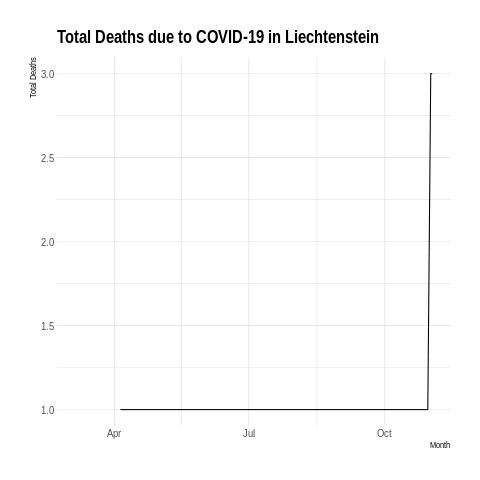 Total Deaths due to COVID-19 in Liechtenstein
Total Deaths
3.0
2.5
2.0
1.5
1.0
Apr Jul Oct
Month